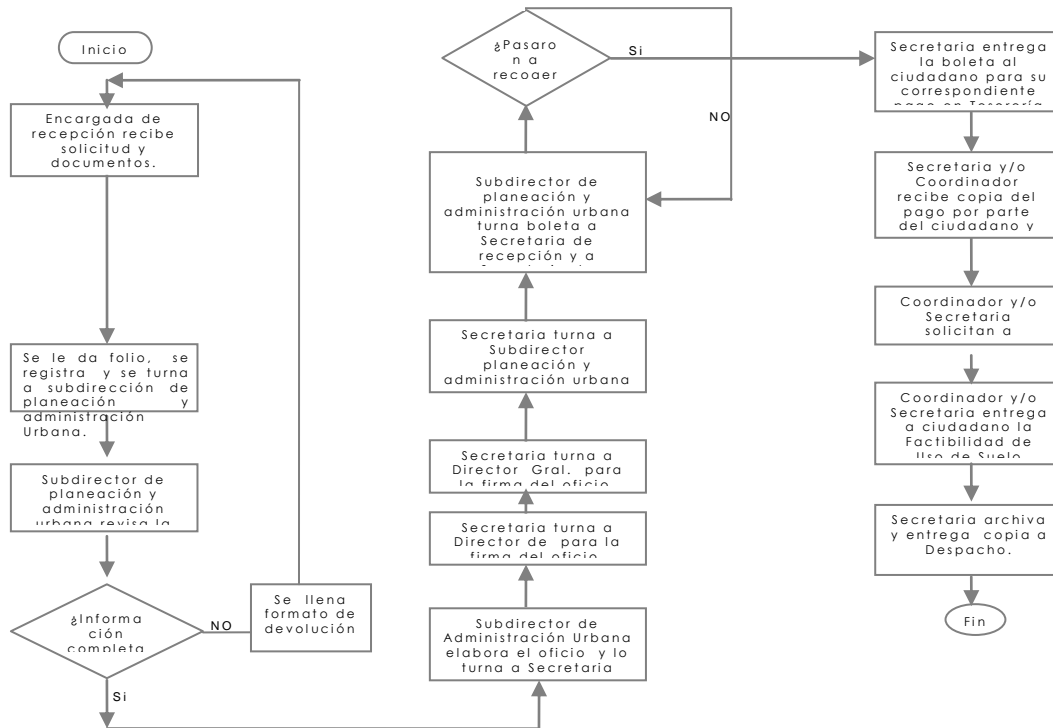 Inicio
Encargada de
recepción recibe
solicitud y
documentos.
Se le da folio, se
registra y se turna
a subdirección de
planeación y
administración
Urbana.
Subdirector de
planeación y
administración
urbana revisa la
¿Informa
ción
completa
NO
Se llena
formato de
devolución
Si
¿Pasaro
n a
recoger
Si
NO
Subdirector de
planeación y
administración urbana
turna boleta a
Secretaria de
recepción y a
Secretaria turna a
Subdirector
planeación y
administración urbana
Secretaria turna a
Director Gral. para
la firma del oficio
Secretaria turna a
Director de para la
firma del oficio
Subdirector de
Administración Urbana
elabora el oficio y lo
turna a Secretaria
Secretaria entrega
la boleta al
ciudadano para su
correspondiente
pago en Tesorería
Secretaria y/o
Coordinador
recibe copia del
pago por parte
del ciudadano y
Coordinador y/o
Secretaria
solicitan a
Coordinador y/o
Secretaria entrega
a ciudadano la
Factibilidad de
Uso de Suelo
Secretaria archiva
y entrega copia a
Despacho.
Fin